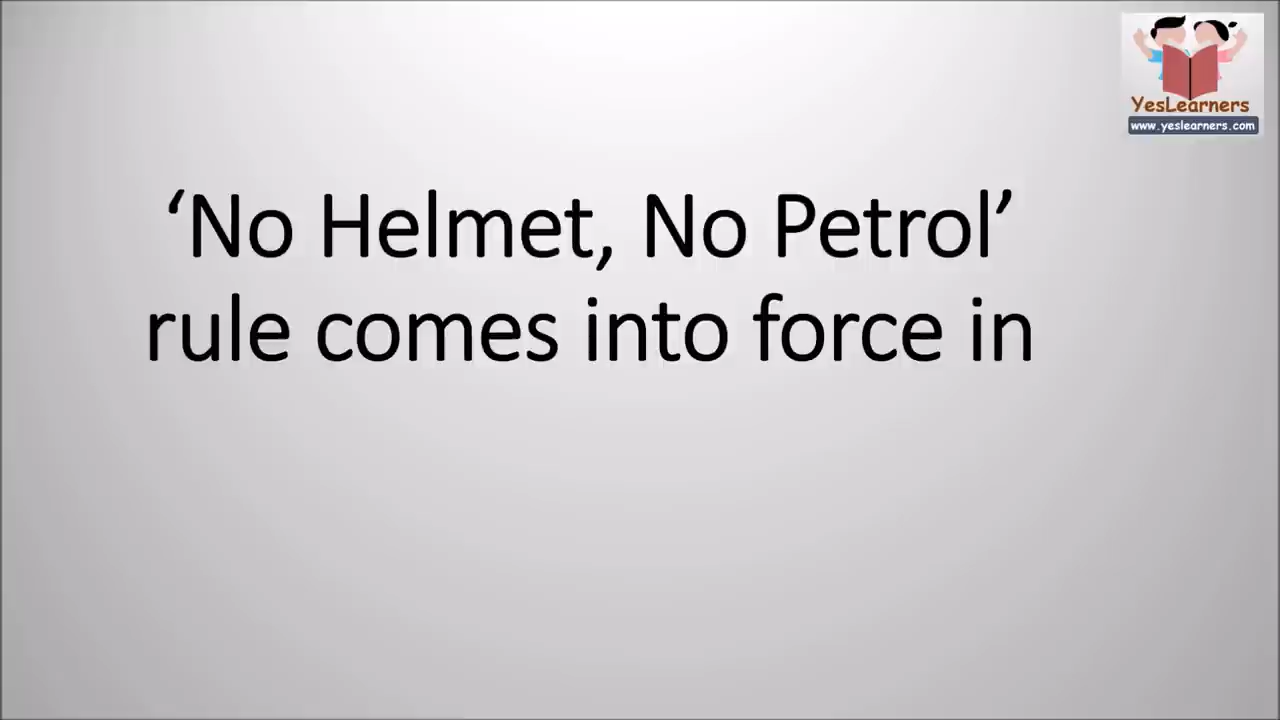 YesLearners
www.yeslearners.com
‘No Helmet, No Petrol’
rule comes into force in